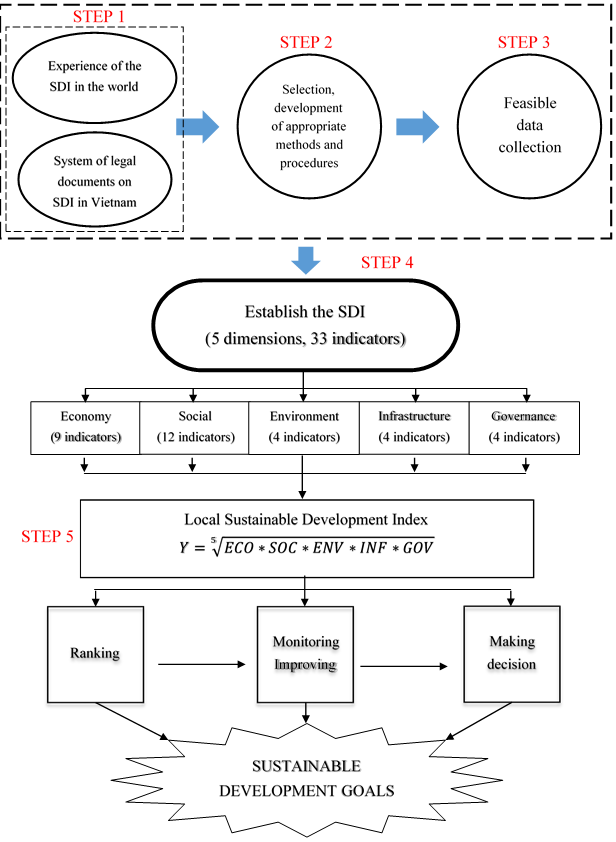 STEP 1
Experience of the
SDI in the world
System of legal
documents on
SDI in Vietnam
STEP 2
Selection,
development
of appropriate
methods and
procedures
STEP 3
Feasible
data
collection
STEP 4
Establish the SDI
(5 dimensions, 33 indicators)
Economy
(9 indicators)
Social
(12 indicators)
Environment
(4 indicators)
Infrastructure
(4 indicators)
Governance
(4 indicators)
STEP 5
Local Sustainable Development Index
Y = ⁵√ECO ∗ SOC ∗ ENV ∗ INF ∗ GOV
Ranking
Monitoring
Improving
Making
decision
SUSTAINABLE
DEVELOPMENT GOALS